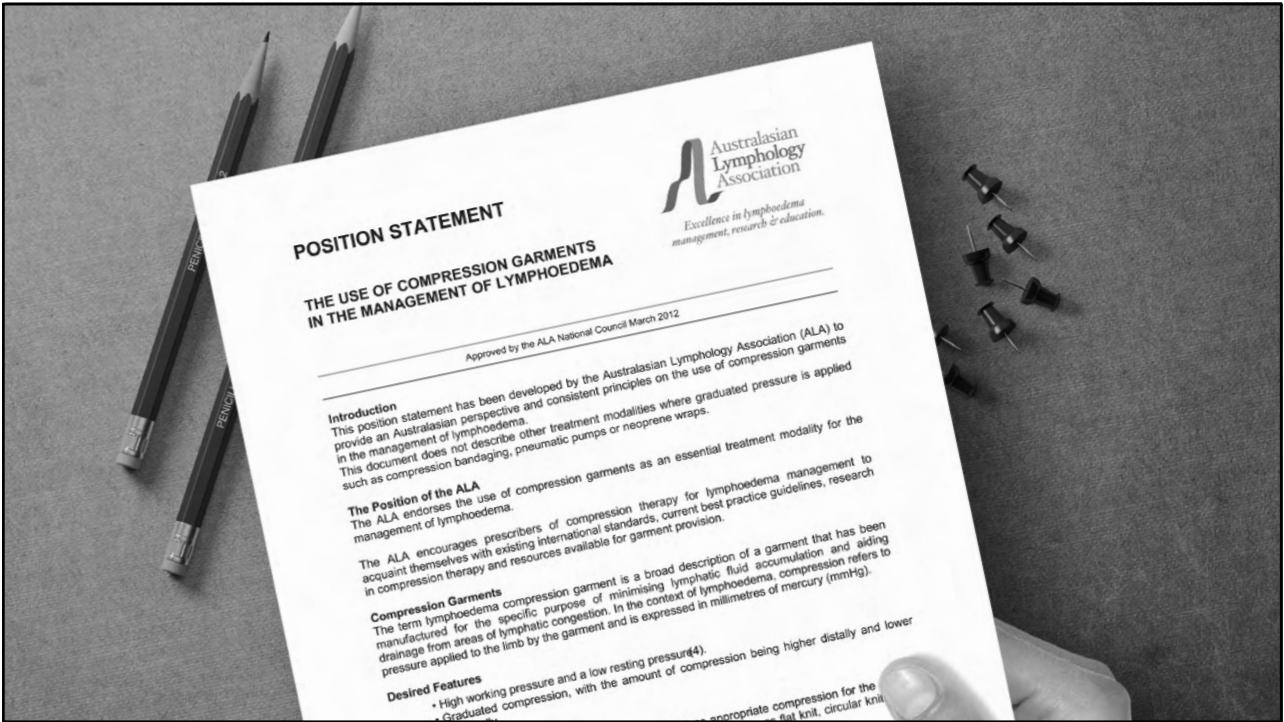 Australasian
Lymphology
Association
Excellence in lymphoedema
management, research & education.
POSITION STATEMENT
THE USE OF COMPRESSION GARMENTS
IN THE MANAGEMENT OF LYMPHOEDEMA
Approved by the ALA National Council March 2012
Introduction
This position statement has been developed by the Australasian Lymphology Association (ALA) to
provide an Australasian perspective and consistent principles on the use of compression garments
in the management of lymphoedema.
This document does not describe other treatment modalities where graduated pressure is applied
such as compression bandaging, pneumatic pumps or neoprene wraps.
The Position of the ALA
The ALA endorses the use of compression garments as an essential treatment modality for the
management of lymphoedema.
The ALA encourages prescribers of compression therapy for lymphoedema management to
acquaint themselves with existing international standards, current best practice guidelines, research
in compression therapy and resources available for garment provision.
Compression Garments
The term lymphoedema compression garment is a broad description of a garment that has been
manufactured for the specific purpose of minimising lymphatic fluid accumulation and aiding
drainage from areas of lymphatic congestion. In the context of lymphoedema, compression refers to
pressure applied to the limb by the garment and is expressed in millimetres of mercury (mmHg).
Desired Features
• High working pressure and a low resting pressure(4).
• Graduated compression, with the amount of compression being higher distally and lower
appropriate compression for the
flat knit, circular knit